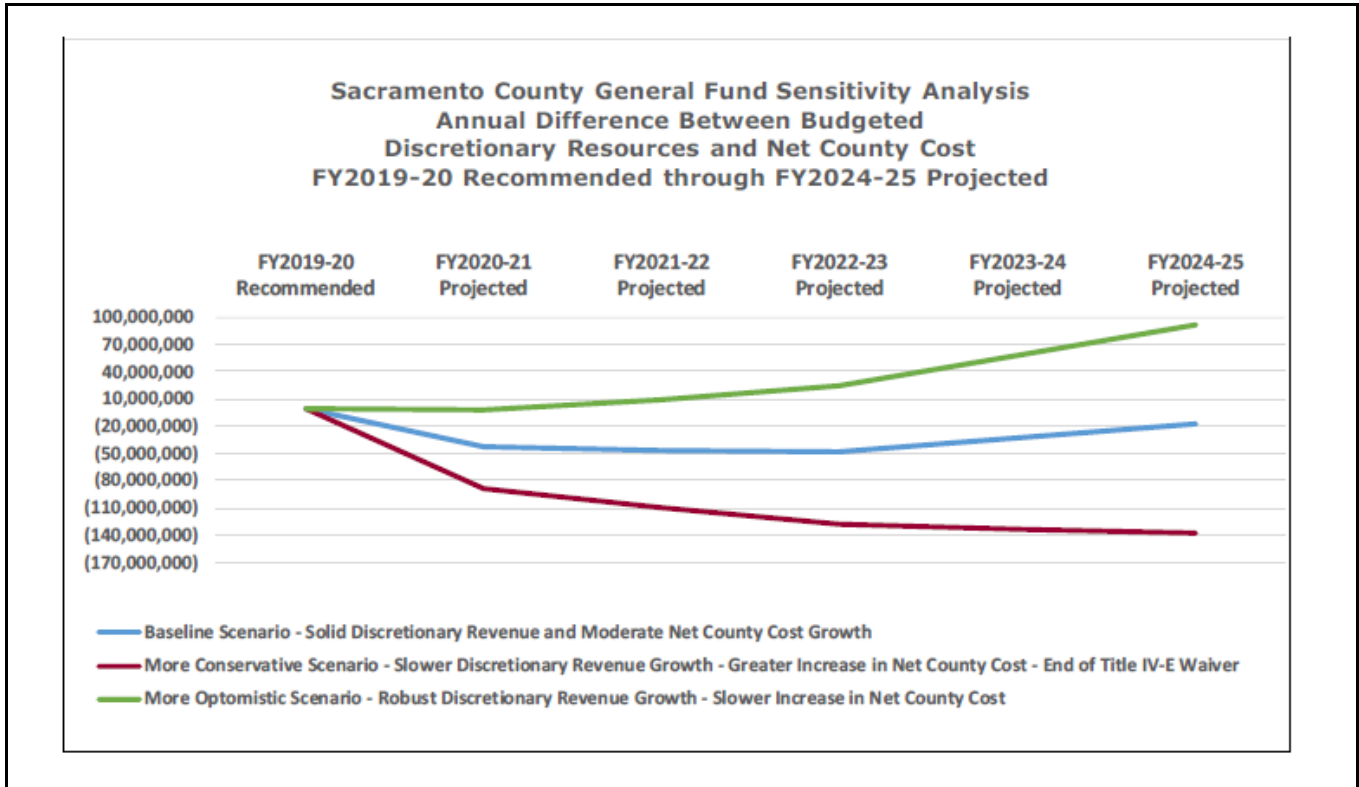 Sacramento County General Fund Sensitivity Analysis
Annual Difference Between Budgeted
Discretionary Resources and Net County Cost
FY2019-20 Recommended through FY2024-25 Projected
FY2019-20 FY2020-21 FY2021-22 FY2022-23 FY2023-24 FY2024-25
Recommended Projected Projected Projected Projected Projected
100,000,000
70,000,000
40,000,000
10,000,000
(20,000,000)
(50,000,000)
(80,000,000)
(110,000,000)
(140,000,000)
(170,000,000)
Baseline Scenario - Solid Discretionary Revenue and Moderate Net County Cost Growth
More Conservative Scenario - Slower Discretionary Revenue Growth - Greater Increase in Net County Cost - End of Title IV-E Waiver
More Optomistic Scenario - Robust Discretionary Revenue Growth - Slower Increase in Net County Cost